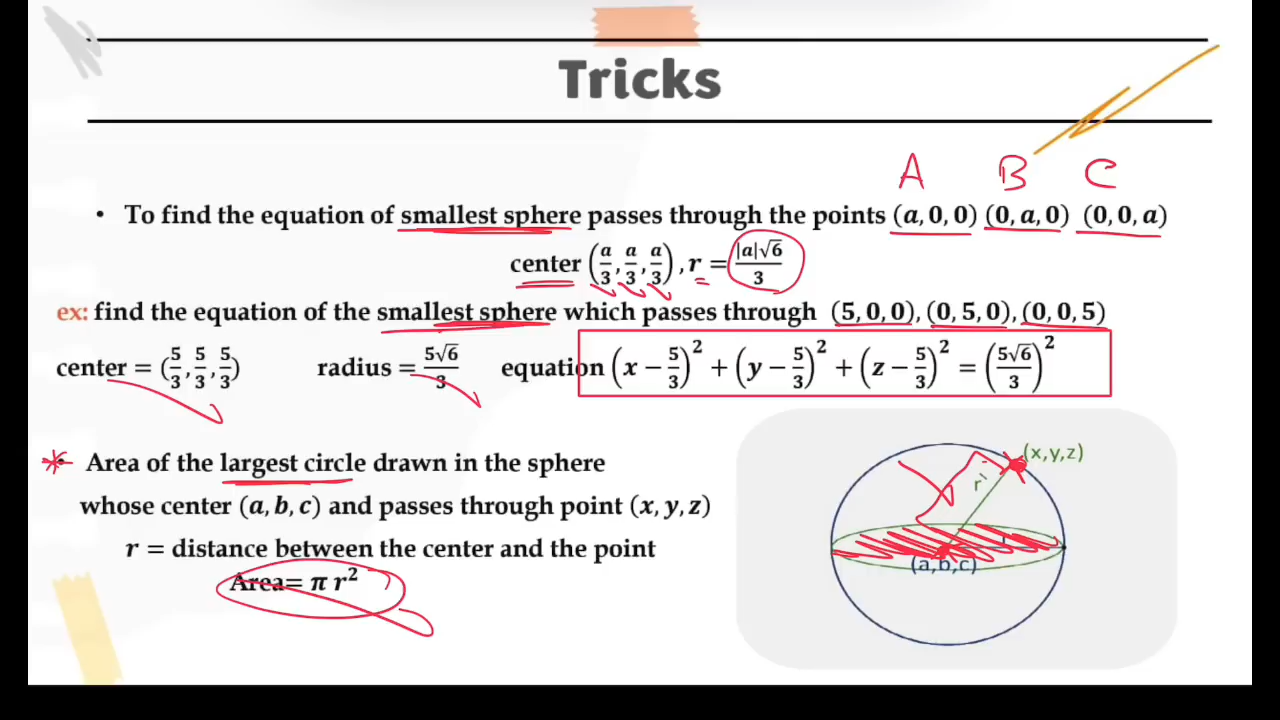 Tricks
A B C
• To find the equation of smallest sphere passes through the points (a, 0, 0) (0, a, 0) (0, 0, a)
center (a/3, a/3, a/3), r = |a|√6/3
ex: find the equation of the smallest sphere which passes through (5, 0, 0), (0, 5, 0), (0, 0, 5)
center = (5/3, 5/3, 5/3) radius = 5√6/3 equation (x − 5/3)² + (y − 5/3)² + (z − 5/3)² = (5√6/3)²
* Area of the largest circle drawn in the sphere
whose center (a, b, c) and passes through point (x, y, z)
r = distance between the center and the point
Area= π r²
(x,y,z)
r
(a,b,c)